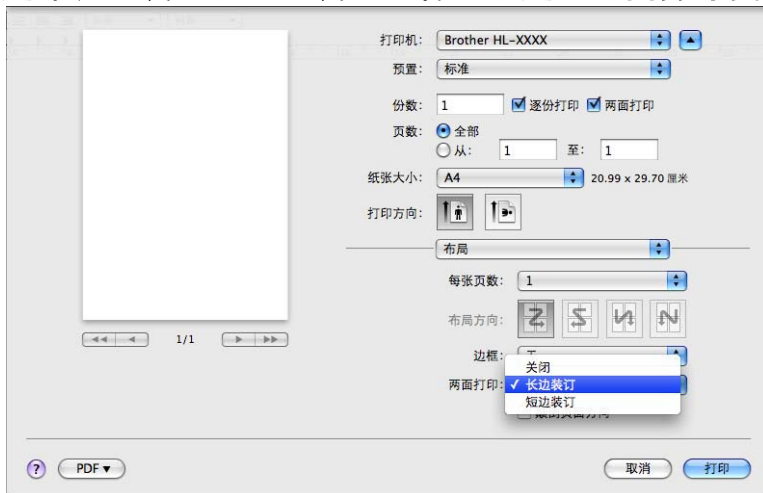 打印机: Brother HL-XXXX
预置: 标准
份数: 1 逐份打印 两面打印
页数: 全部
从: 1 至: 1
纸张大小: A4 20.99 x 29.70 厘米
打印方向:
布局
每张页数: 1
布局方向:
1/1
边框:
关闭
两面打印: ✓ 长边装订
短边装订
? PDF▼ 取消 打印